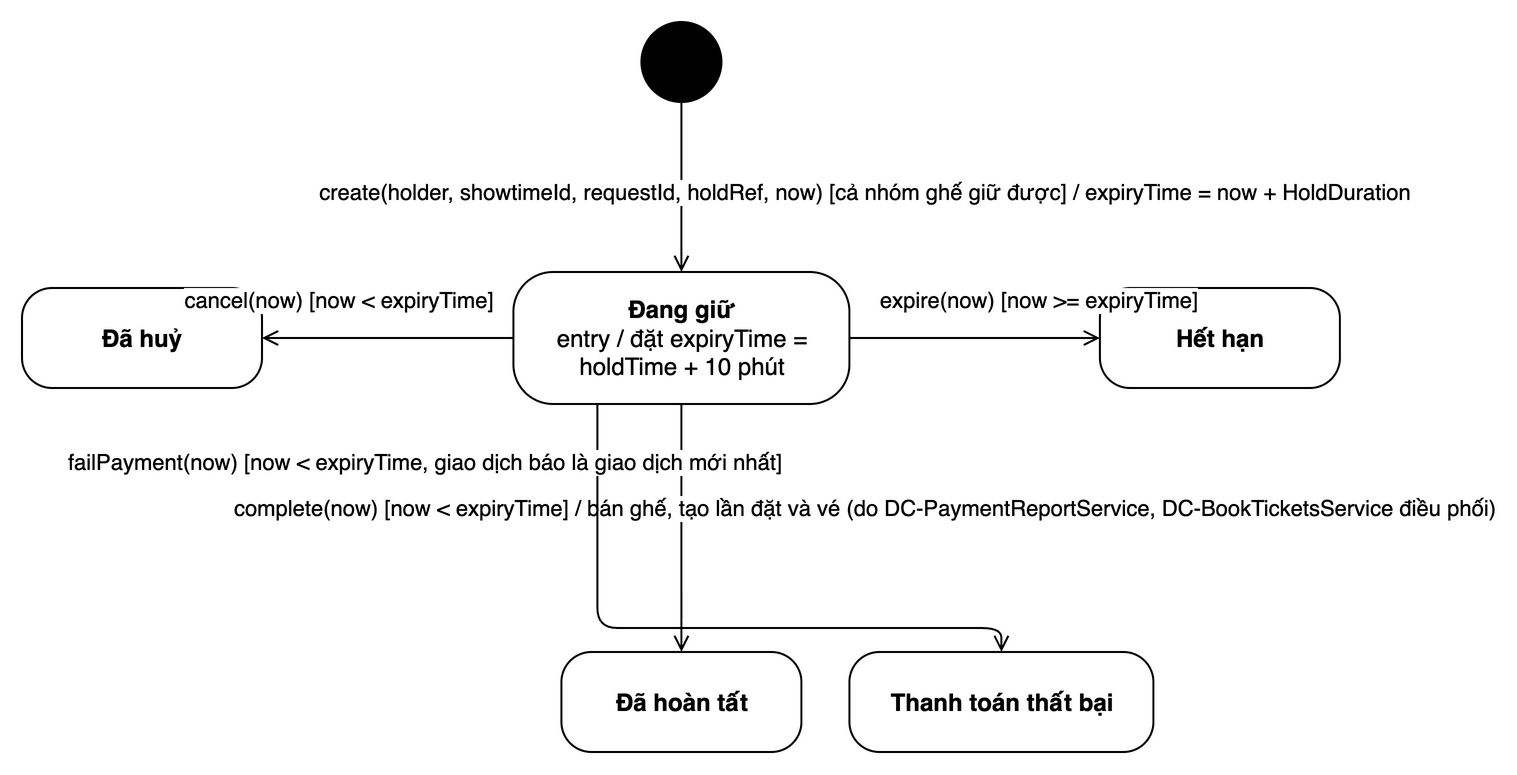 create(holder, showtimeId, requestId, holdRef, now) [cả nhóm ghế giữ được] / expiryTime = now + HoldDuration
cancel(now) [now < expiryTime]
Đã huỷ
Đang giữ
entry / đặt expiryTime =
holdTime + 10 phút
expire(now) [now >= expiryTime]
Hết hạn
failPayment(now) [now < expiryTime, giao dịch báo là giao dịch mới nhất]
complete(now) [now < expiryTime] / bán ghế, tạo lần đặt và vé (do DC-PaymentReportService, DC-BookTicketsService điều phối)
Đã hoàn tất
Thanh toán thất bại